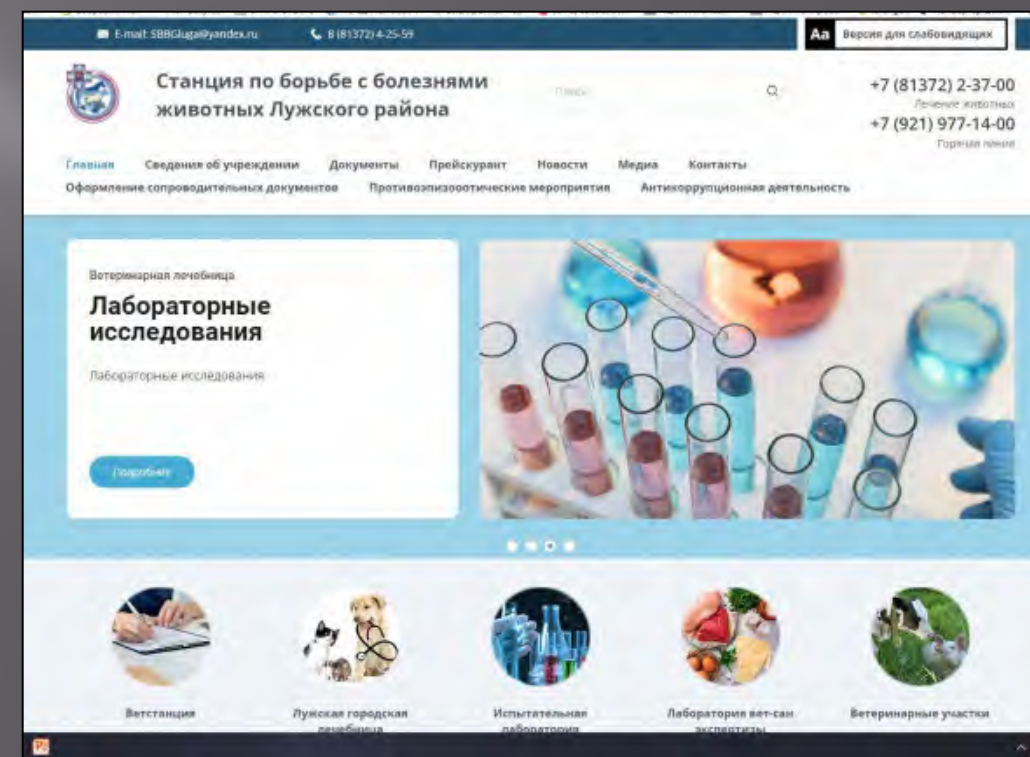 E-mail: SBBGluga@yandex.ru
8 (81372) 4-25-59
Aa Версия для слабовидящих
Станция по борьбе с болезнями
животных Лужского района
Поиск
+7 (81372) 2-37-00
Лечение животных
+7 (921) 977-14-00
Горячая линия
Главная Сведения об учреждении Документы Прейскурант Новости Медиа Контакты
Оформление сопроводительных документов Противоэпизооотические мероприятия Антикоррупционная деятельность
Ветеринарная лечебница
Лабораторные
исследования
Лабораторные исследования
Подробнее
Ветстанция
Лужская городская
лечебница
Испытательная
лаборатория
Лаборатория вет-сан
экспертизы
Ветеринарные участки